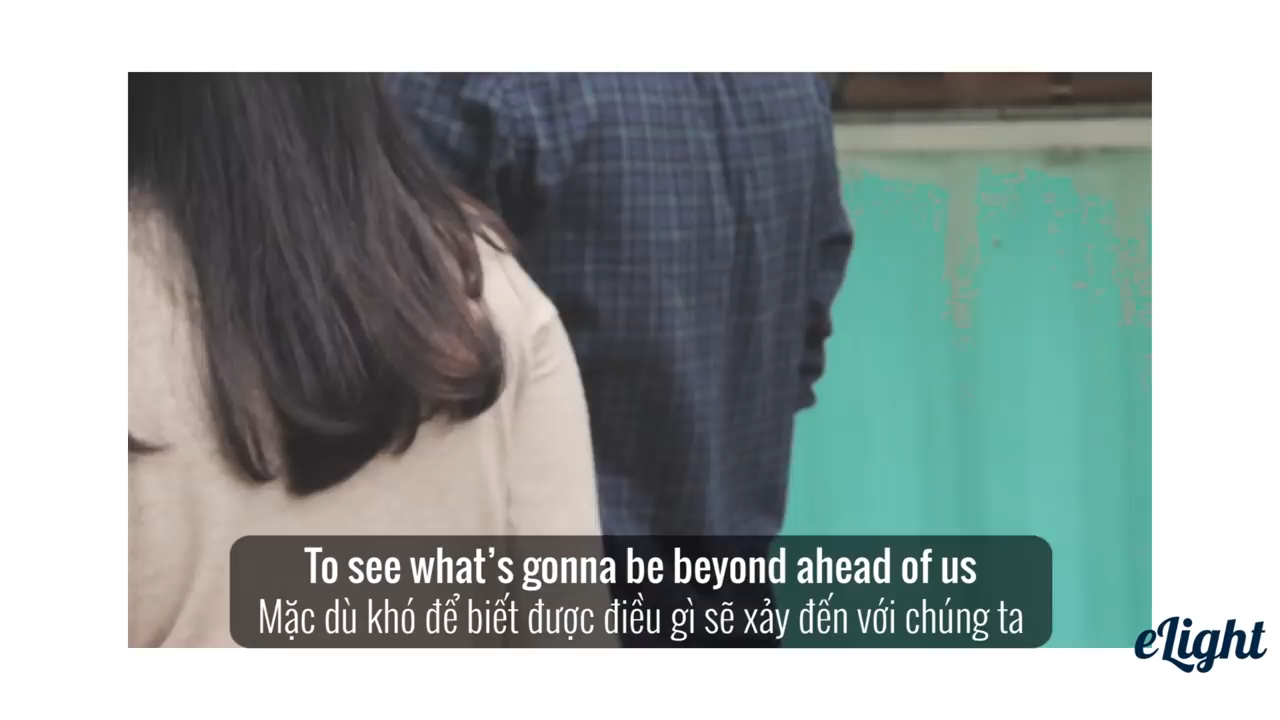 To see what's gonna be beyond ahead of us
Mặc dù khó để biết được điều gì sẽ xảy đến với chúng ta
eLight